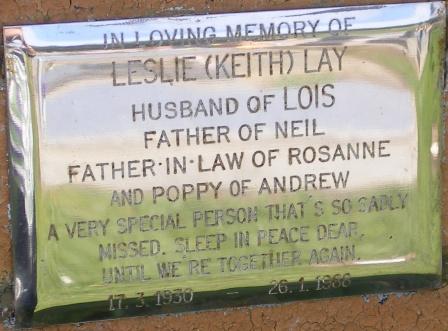 IN LOVING MEMORY OF
LESLIE (KEITH) LAY
HUSBAND OF LOIS
FATHER OF NEIL
FATHER-IN-LAW OF ROSANNE
AND POPPY OF ANDREW
A VERY SPECIAL PERSON THAT'S SO SADLY
MISSED. SLEEP IN PEACE DEAR,
UNTIL WE'RE TOGETHER AGAIN.
17.3.1930 — 26.1.1988